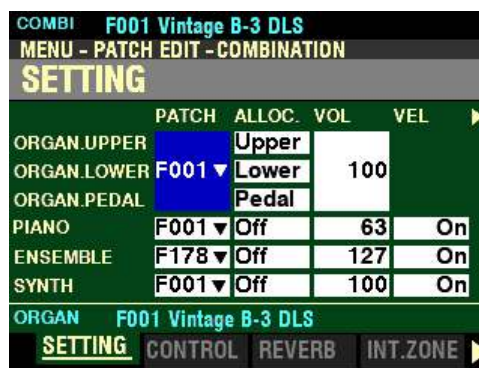 COMBI F001 Vintage B-3 DLS
MENU - PATCH EDIT - COMBINATION
SETTING
PATCH ALLOC. VOL VEL
ORGAN.UPPER Upper
ORGAN.LOWER F001 Lower 100
ORGAN.PEDAL Pedal
PIANO F001 Off 63 On
ENSEMBLE F178 Off 127 On
SYNTH F001 Off 100 On
ORGAN F001 Vintage B-3 DLS
SETTING CONTROL REVERB INT.ZONE